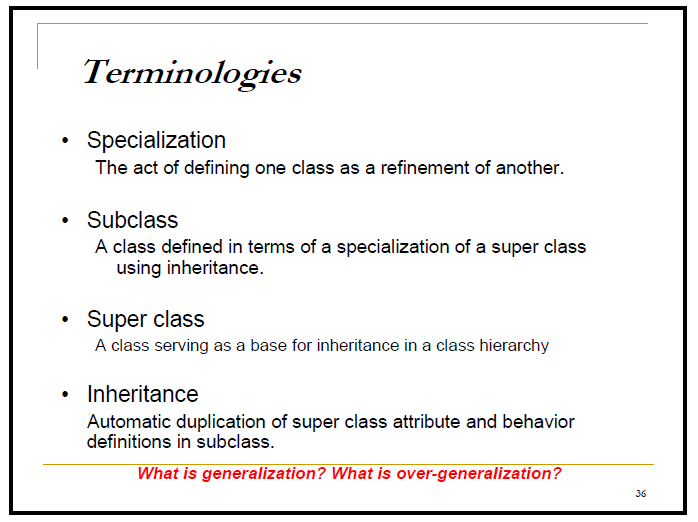 Terminologies
• Specialization
The act of defining one class as a refinement of another.
• Subclass
A class defined in terms of a specialization of a super class
using inheritance.
• Super class
A class serving as a base for inheritance in a class hierarchy
• Inheritance
Automatic duplication of super class attribute and behavior
definitions in subclass.
What is generalization? What is over-generalization?
36